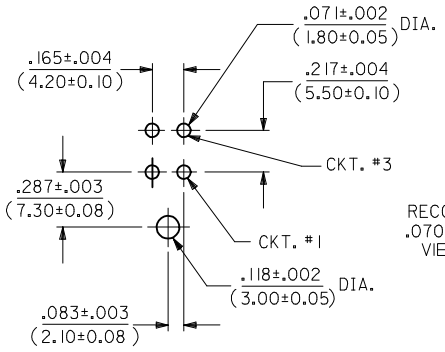 .071±.002 DIA.
(1.80±0.05)
.165±.004
(4.20±0.10)
.217±.004
(5.50±0.10)
CKT. #3
.287±.003
(7.30±0.08)
RECO
.070
VIE
CKT. #1
.118±.002 DIA.
(3.00±0.05)
.083±.003
(2.10±0.08)